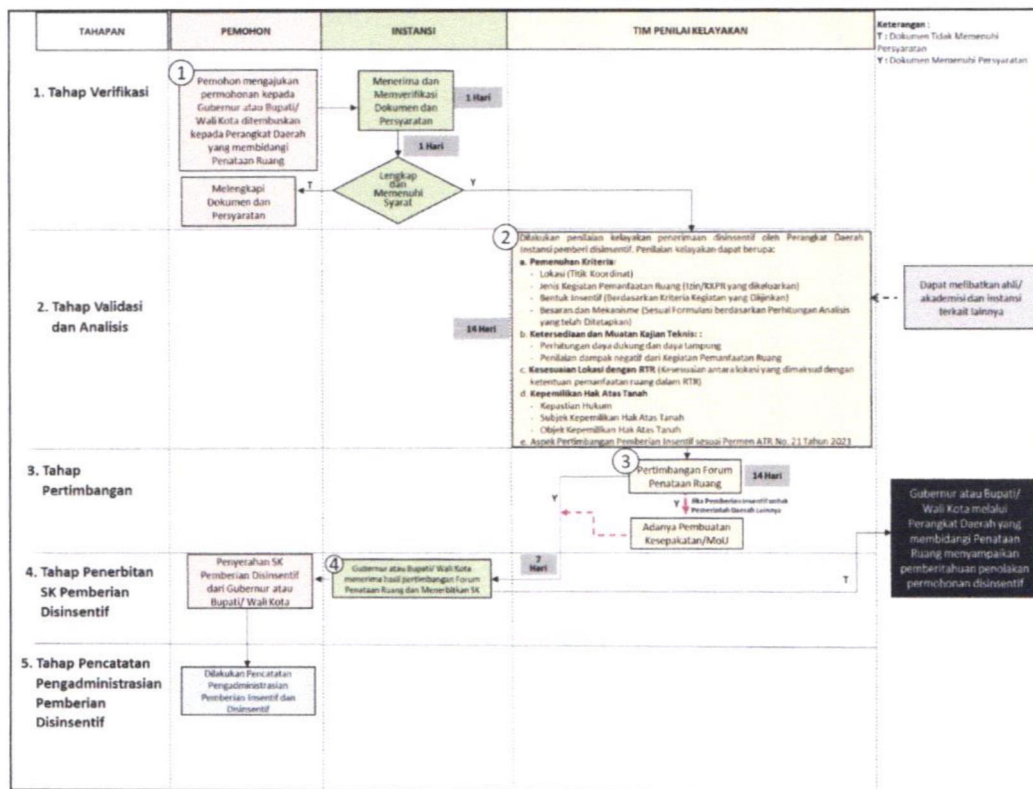 TAHAPAN
PEMOHON
INSTANSI
TIM PENILAI KELAYAKAN
Keterangan :
T : Dokumen Tidak Memenuhi
Persyaratan
Y : Dokumen Memenuhi Persyaratan
1. Tahap Verifikasi
1
Pemohon mengajukan
permohonan kepada
Gubernur atau Bupati/
Wali Kota ditembuskan
kepada Perangkat Daerah
yang membidangi
Penataan Ruang
Menerima dan
Memverifikasi
Dokumen dan
Persyaratan
1 Hari
1 Hari
Lengkap
dan
Memenuhi
Syarat
T
Y
Melengkapi
Dokumen dan
Persyaratan
2. Tahap Validasi
dan Analisis
14 Hari
2
Dilakukan penilaian kelayakan penerimaan disinsentif oleh Perangkat Daerah
Instansi pemberi disimsentif. Penilaian kelayakan dapat berupa:
a. Pemenuhan Kriteria:
- Lokasi (Titik Koordinat)
- Jenis Kegiatan Pemanfaatan Ruang (Izin/KKPR yang dikeluarkan)
- Bentuk Insentif (Berdasarkan Kriteria Kegiatan yang Diijinkan)
- Besaran dan Mekanisme (Sesuai Formulasi berdasarkan Perhitungan Analisis
yang telah Ditetapkan)
b. Ketersediaan dan Muatan Kajian Teknis: :
- Perhitungan daya dukung dan daya tampung
- Penilaian dampak negatif dari Kegiatan Pemanfaatan Ruang
c. Kesesuaian Lokasi dengan RTR (Kesesuaian antara lokasi yang dimaksud dengan
ketentuan pemanfaatan ruang dalam RTR)
d. Kepemilikan Hak Atas Tanah
- Kepastian Hukum
- Subjek Kepemilikan Hak Atas Tanah
- Objek Kepemilikan Hak Atas Tanah
e. Aspek Pertimbangan Pemberian Insentif sesuai Permen ATR No. 21 Tahun 2021
Dapat melibatkan ahli/
akademisi dan instansi
terkait lainnya
3. Tahap
Pertimbangan
3
Pertimbangan Forum
Penataan Ruang
14 Hari
Y
Y
Jika Pemberian Insentif untuk
Pemerintah Daerah Lainnya
Adanya Pembuatan
Kesepakatan/MoU
Gubernur atau Bupati/
Wali Kota melalui
Perangkat Daerah yang
membidangi Penataan
Ruang menyampaikan
pemberitahuan penolakan
permohonan disinsentif
4. Tahap Penerbitan
SK Pemberian
Disinsentif
Penyerahan SK
Pemberian Disinsentif
dari Gubernur atau
Bupati/ Wali Kota
4
Gubernur atau Bupati/ Wali Kota
menerima hasil pertimbangan Forum
Penataan Ruang dan Menerbitkan SK
7
Hari
T
5. Tahap Pencatatan
Pengadministrasian
Pemberian
Disinsentif
Dilakukan Pencatatan
Pengadministrasian
Pemberian Insentif dan
Disinsentif